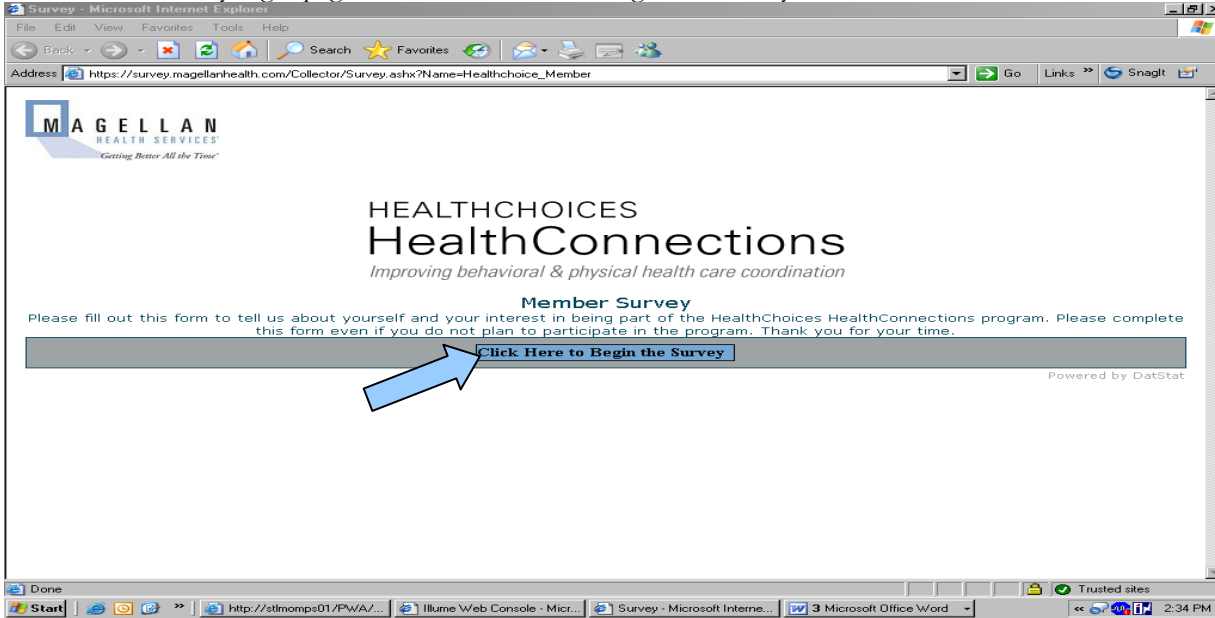 Survey - Microsoft Internet Explorer
File Edit View Favorites Tools Help
Back Search Favorites
Address https://survey.magellanhealth.com/Collector/Survey.ashx?Name=Healthchoice_Member Go Links » SnagIt
MAGELLAN
HEALTH SERVICES
Getting Better All the Time
HEALTHCHOICES
HealthConnections
Improving behavioral & physical health care coordination
Member Survey
Please fill out this form to tell us about yourself and your interest in being part of the HealthChoices HealthConnections program. Please complete
this form even if you do not plan to participate in the program. Thank you for your time.
Click Here to Begin the Survey
Powered by DatStat
Done Trusted sites
Start » http://stlmomps01/PWA/... Illume Web Console - Micr... Survey - Microsoft Interne... 3 Microsoft Office Word « 2:34 PM